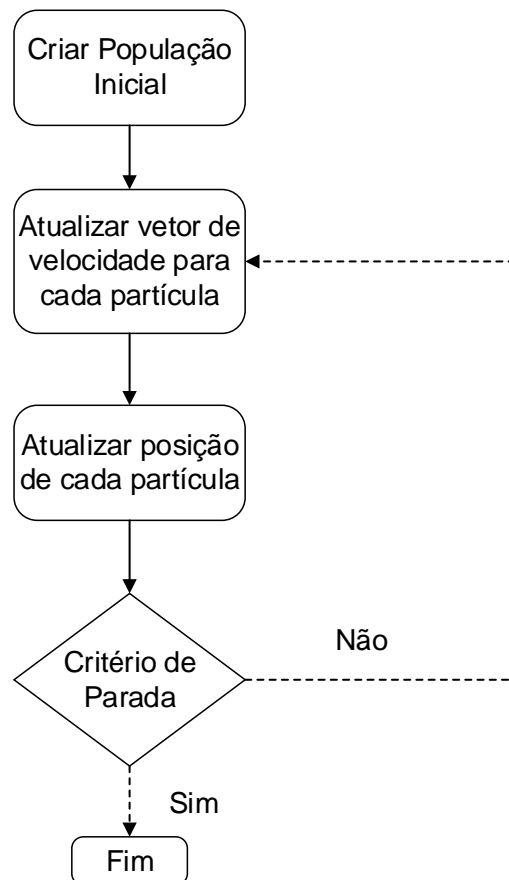 Criar População
Inicial
Atualizar vetor de
velocidade para
cada partícula
Atualizar posição
de cada partícula
Critério de
Parada
Não
Sim
Fim